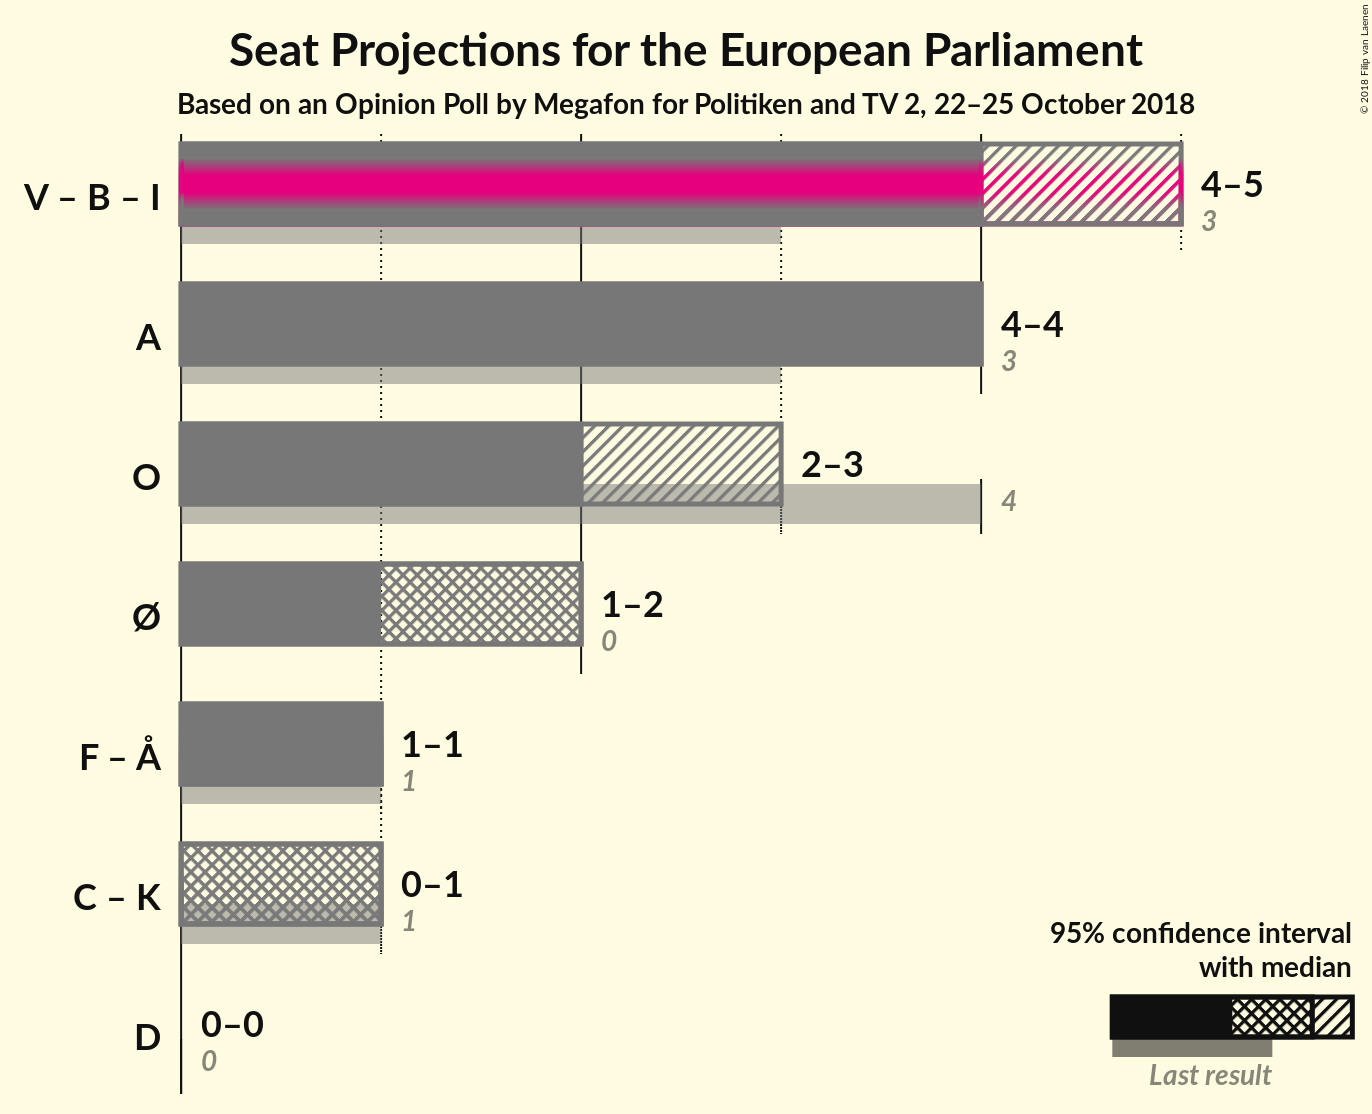 Seat Projections for the European Parliament
Based on an Opinion Poll by Megafon for Politiken and TV 2, 22–25 October 2018
© 2018 Filip van Laenen
V – B – I
4–5
3
A
4–4
3
O
2–3
4
Ø
1–2
0
F – Å
1–1
1
C – K
0–1
1
D
0–0
0
95% confidence interval
with median
Last result